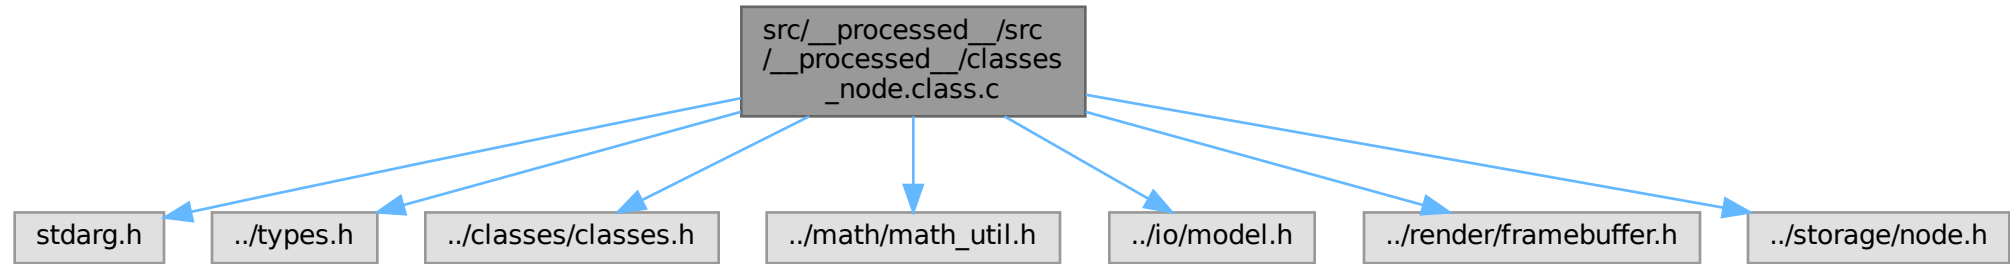 src/__processed__/src
/__processed__/classes
_node.class.c
stdarg.h
../types.h
../classes/classes.h
../math/math_util.h
../io/model.h
../render/framebuffer.h
../storage/node.h